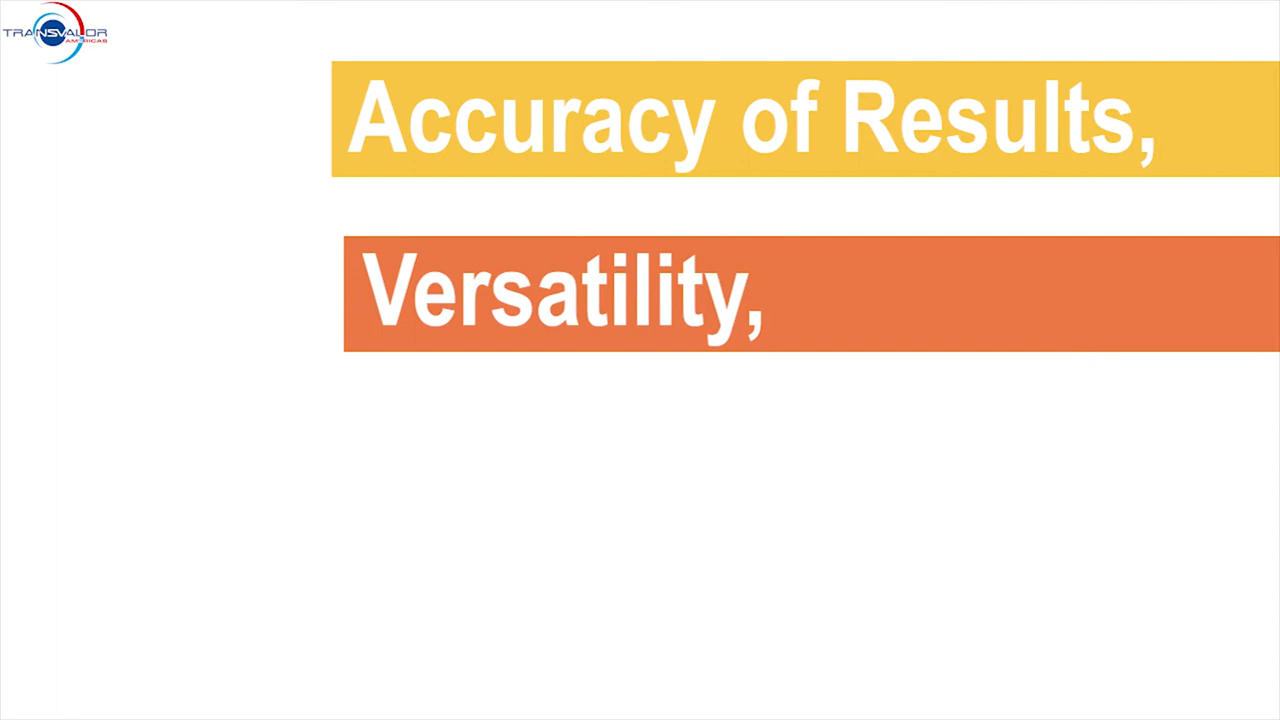 TRANSVALOR
AMERICAS
Accuracy of Results,
Versatility,